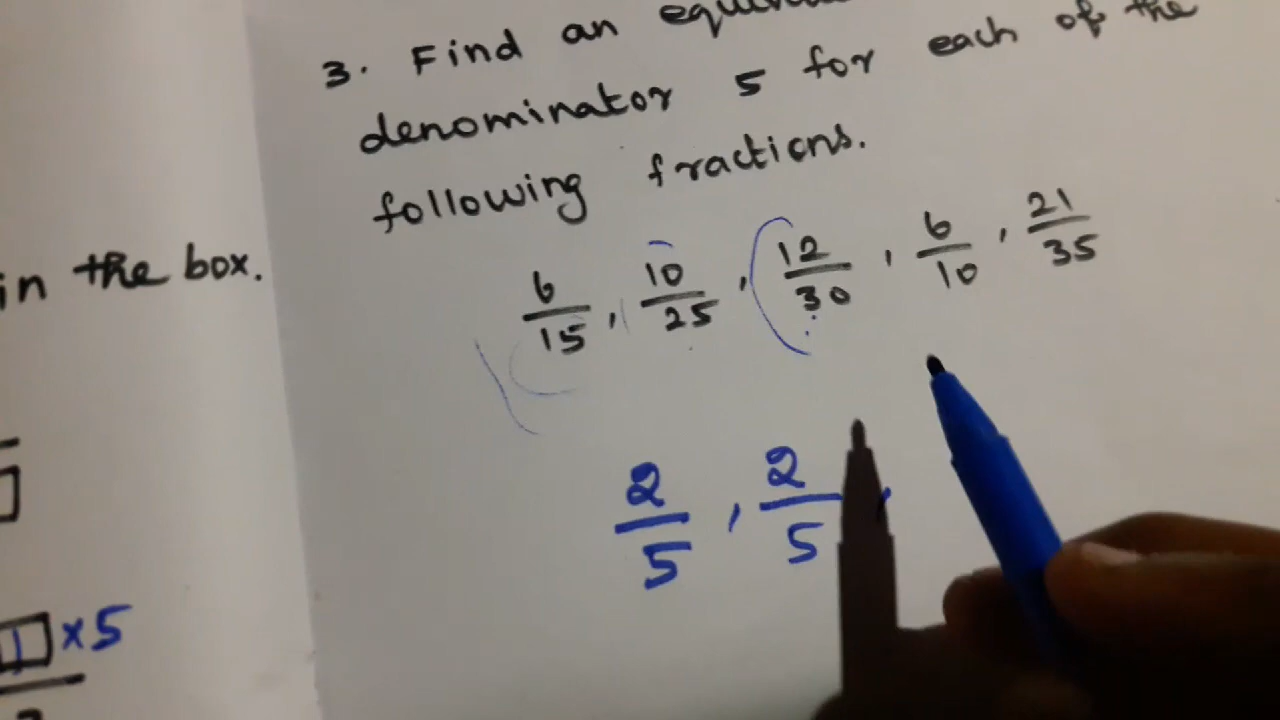 3. Find an
denominator 5 for each of the
following fractions.
6/15, 10/25, 12/30, 6/10, 21/35
in the box.
2/5, 2/5,
1 x 5